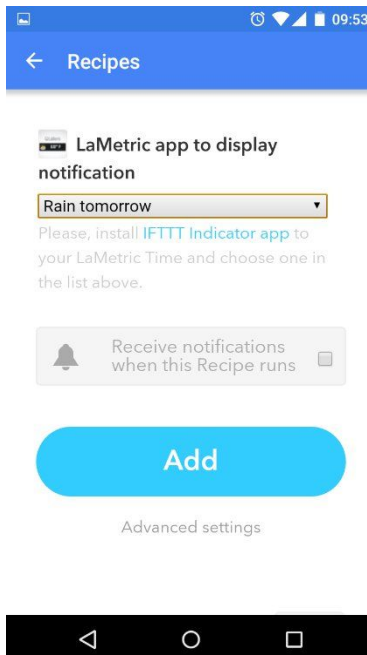 09:53
Recipes
LaMetric app to display
notification
Rain tomorrow
Please, install IFTTT Indicator app to
your LaMetric Time and choose one in
the list above.
Receive notifications
when this Recipe runs
Add
Advanced settings